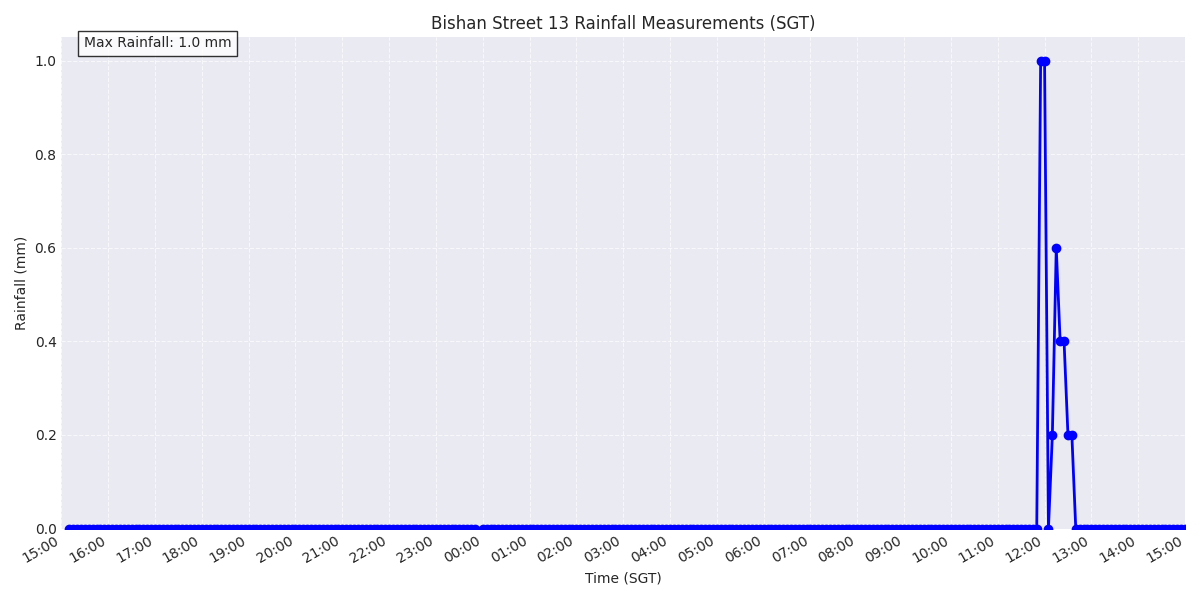 Bishan Street 13 Rainfall Measurements (SGT)
Max Rainfall: 1.0 mm
1.0
0.8
0.6
0.4
0.2
0.0
Rainfall (mm)
15:00 16:00 17:00 18:00 19:00 20:00 21:00 22:00 23:00 00:00 01:00 02:00 03:00 04:00 05:00 06:00 07:00 08:00 09:00 10:00 11:00 12:00 13:00 14:00 15:00
Time (SGT)